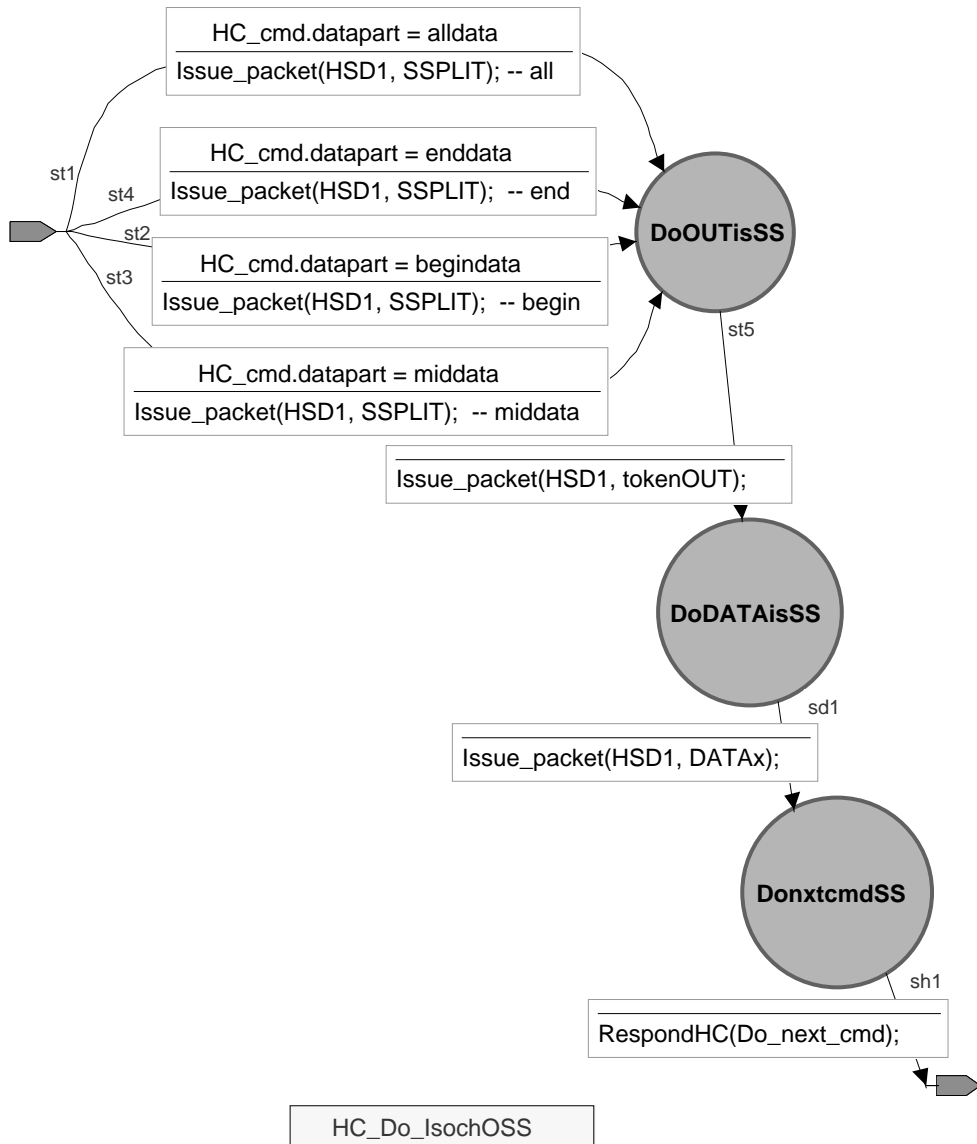 HC_cmd.datapart = alldata
Issue_packet(HSD1, SSPLIT); -- all
st1
HC_cmd.datapart = enddata
Issue_packet(HSD1, SSPLIT);  -- end
st4
DoOUTisSS
st2
HC_cmd.datapart = begindata
Issue_packet(HSD1, SSPLIT);  -- begin
st3
HC_cmd.datapart = middata
Issue_packet(HSD1, SSPLIT);  -- middata
st5
Issue_packet(HSD1, tokenOUT);
DoDATAisSS
sd1
Issue_packet(HSD1, DATAx);
DonxtcmdSS
sh1
RespondHC(Do_next_cmd);
HC_Do_IsochOSS